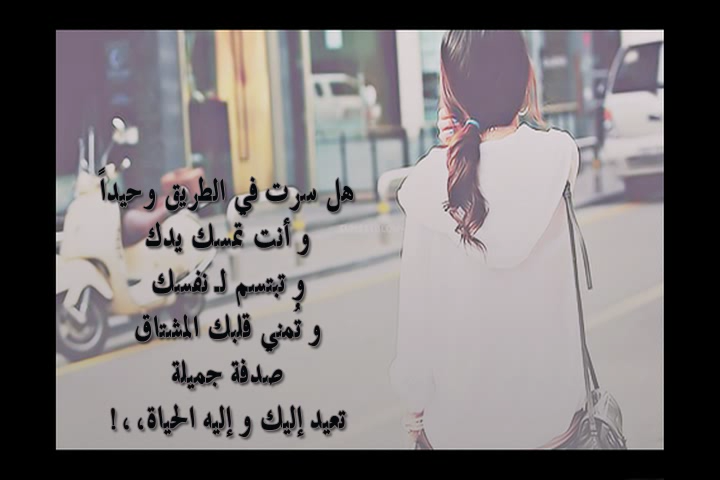 هل سرت في الطريق وحيداً
و أنت تمسك يدك
و تبتسم لـ نفسك
و تُمني قلبك المشتاق
صدفة جميلة
تعيد إليك و إليه الحياة، ، !